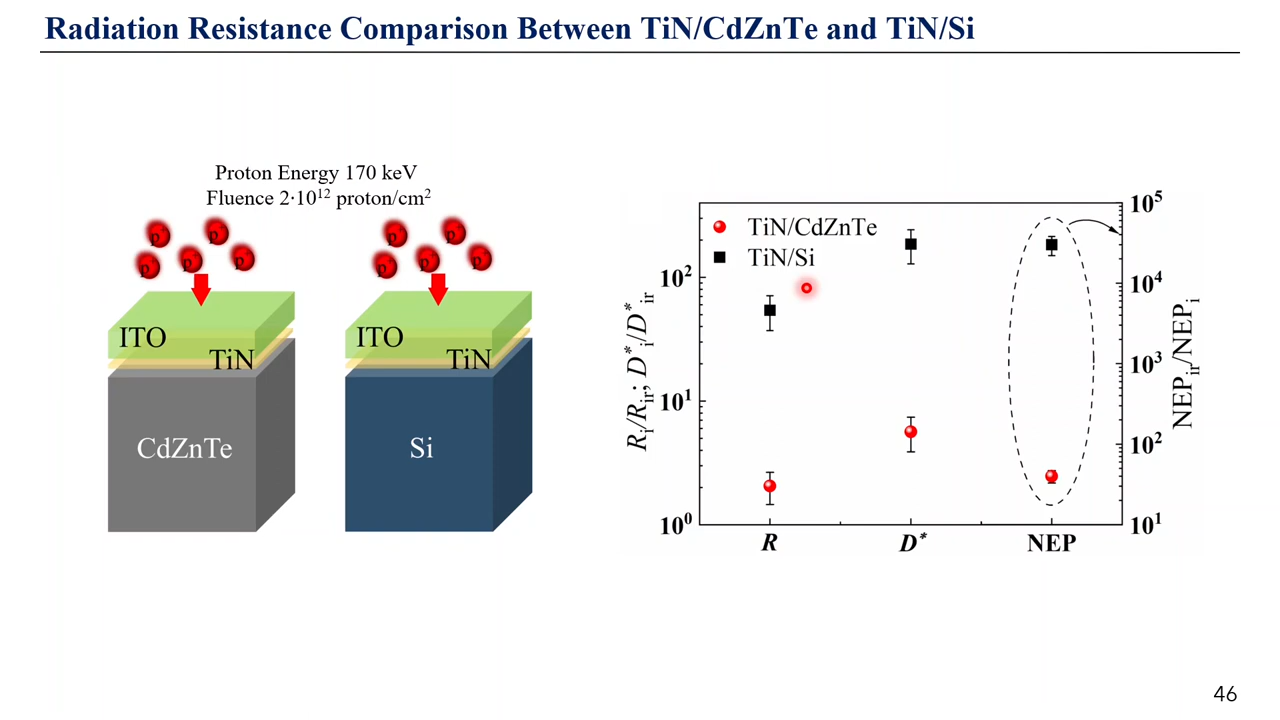 Radiation Resistance Comparison Between TiN/CdZnTe and TiN/Si
Proton Energy 170 keV
Fluence 2·10¹² proton/cm²
p p
p p p
p p
p p p
ITO
TiN
CdZnTe
ITO
TiN
Si
TiN/CdZnTe
TiN/Si
Rᵢ/Rᵢᵣ; D*ᵢ/D*ᵢᵣ
10²
10¹
10⁰
R D* NEP
10⁵
10⁴
10³
10²
10¹
NEPᵢᵣ/NEPᵢ
46